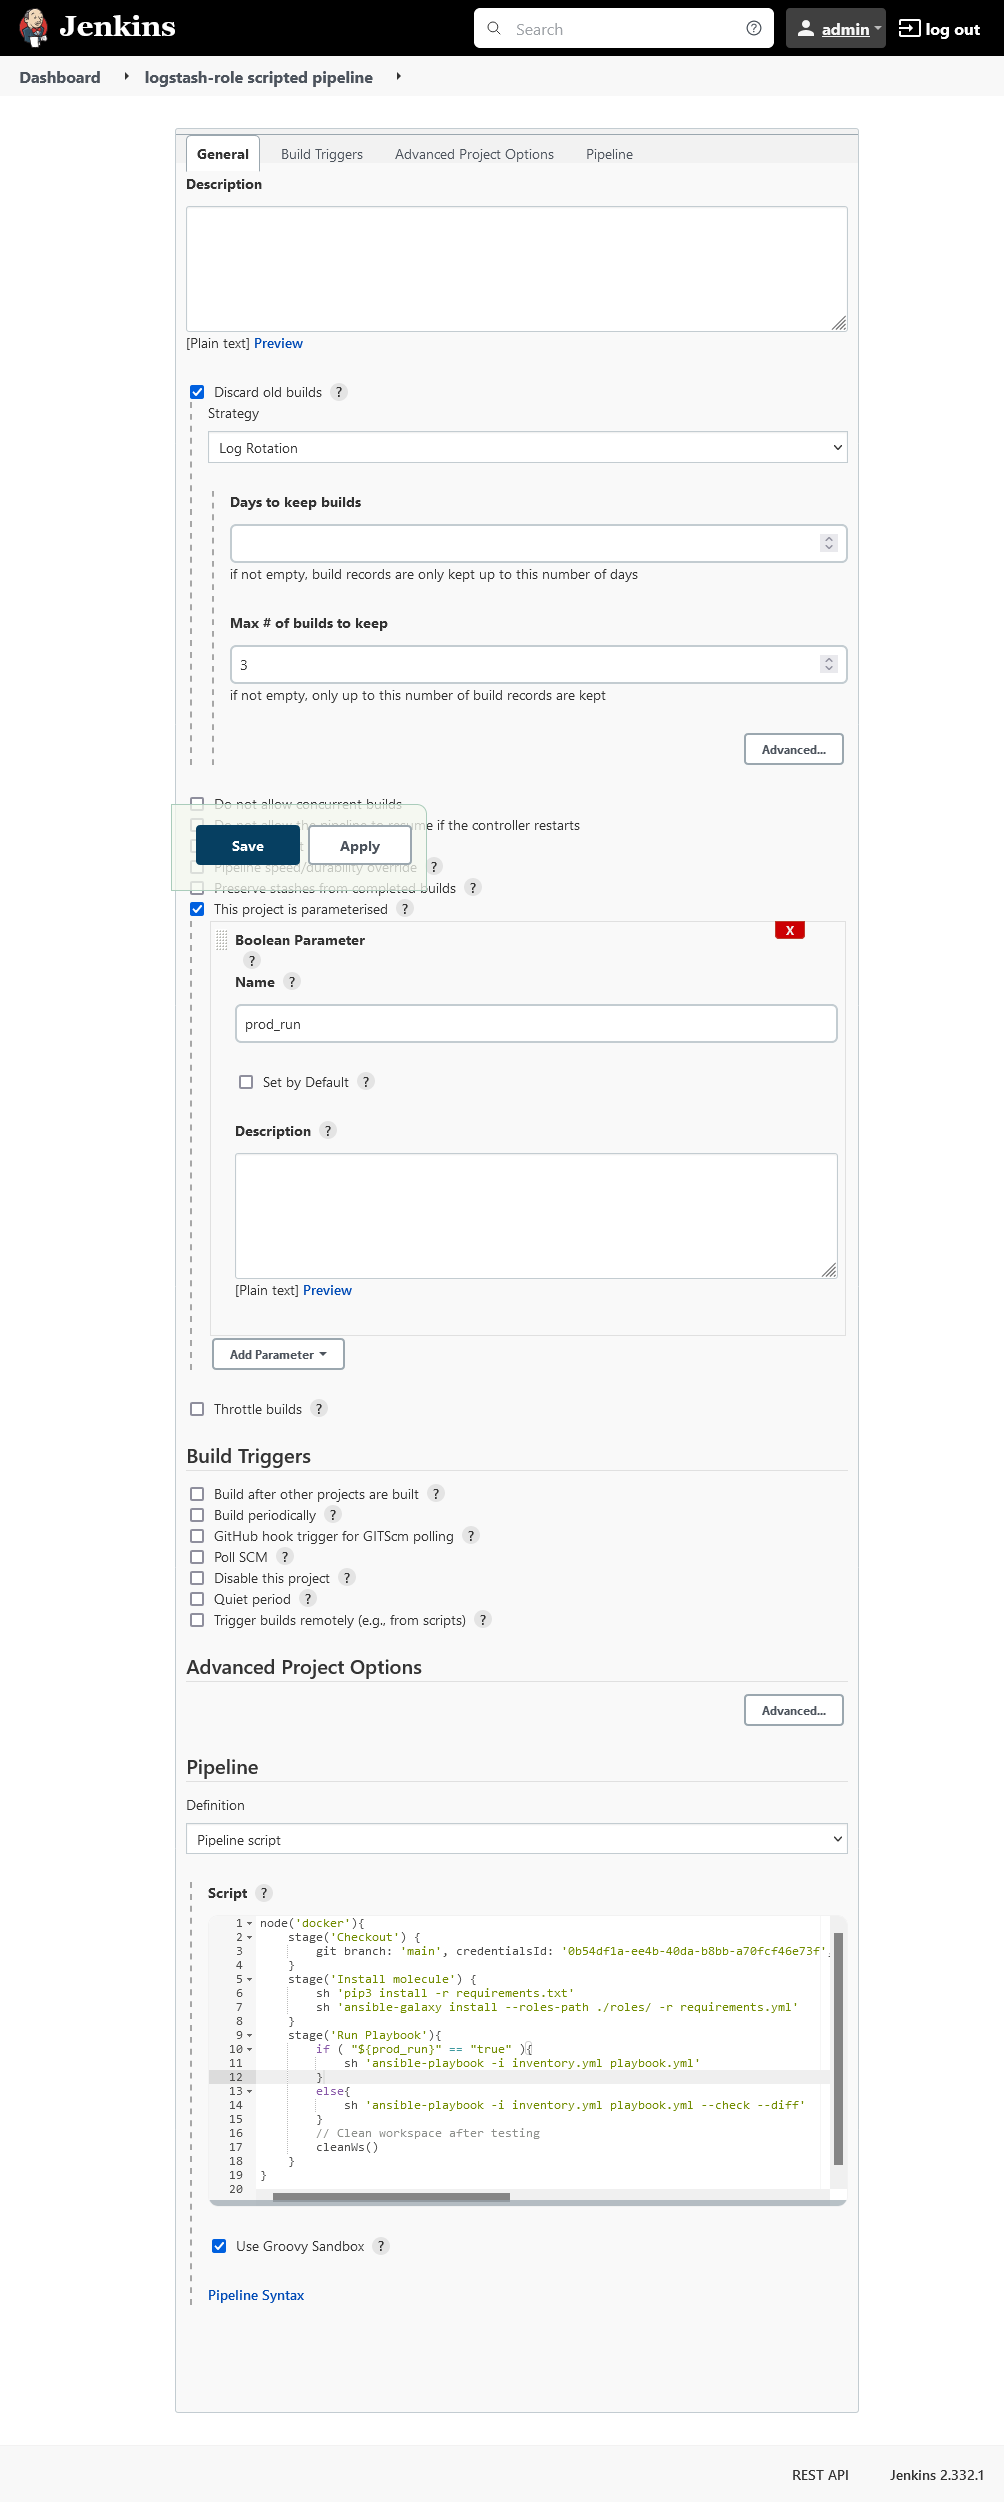 Jenkins
Search
admin
log out
Dashboard
logstash-role scripted pipeline
General
Build Triggers
Advanced Project Options
Pipeline
Description
[Plain text] Preview
Discard old builds ?
Strategy
Log Rotation
Days to keep builds
if not empty, build records are only kept up to this number of days
Max # of builds to keep
3
if not empty, only up to this number of build records are kept
Advanced...
Do not allow concurrent builds
Do not allow the pipeline to resume if the controller restarts
Save
Apply
Pipeline speed/durability override ?
Preserve stashes from completed builds ?
This project is parameterised ?
X
Boolean Parameter
?
Name ?
prod_run
Set by Default ?
Description ?
[Plain text] Preview
Add Parameter
Throttle builds ?
Build Triggers
Build after other projects are built ?
Build periodically ?
GitHub hook trigger for GITScm polling ?
Poll SCM ?
Disable this project ?
Quiet period ?
Trigger builds remotely (e.g., from scripts) ?
Advanced Project Options
Advanced...
Pipeline
Definition
Pipeline script
Script ?
1 node('docker'){
2 stage('Checkout') {
3 git branch: 'main', credentialsId: '0b54df1a-ee4b-40da-b8bb-a70fcf46e73f',
4 }
5 stage('Install molecule') {
6 sh 'pip3 install -r requirements.txt'
7 sh 'ansible-galaxy install --roles-path ./roles/ -r requirements.yml'
8 }
9 stage('Run Playbook'){
10 if ( "${prod_run}" == "true" ){
11 sh 'ansible-playbook -i inventory.yml playbook.yml'
12 }
13 else{
14 sh 'ansible-playbook -i inventory.yml playbook.yml --check --diff'
15 }
16 // Clean workspace after testing
17 cleanWs()
18 }
19 }
20
Use Groovy Sandbox ?
Pipeline Syntax
REST API
Jenkins 2.332.1